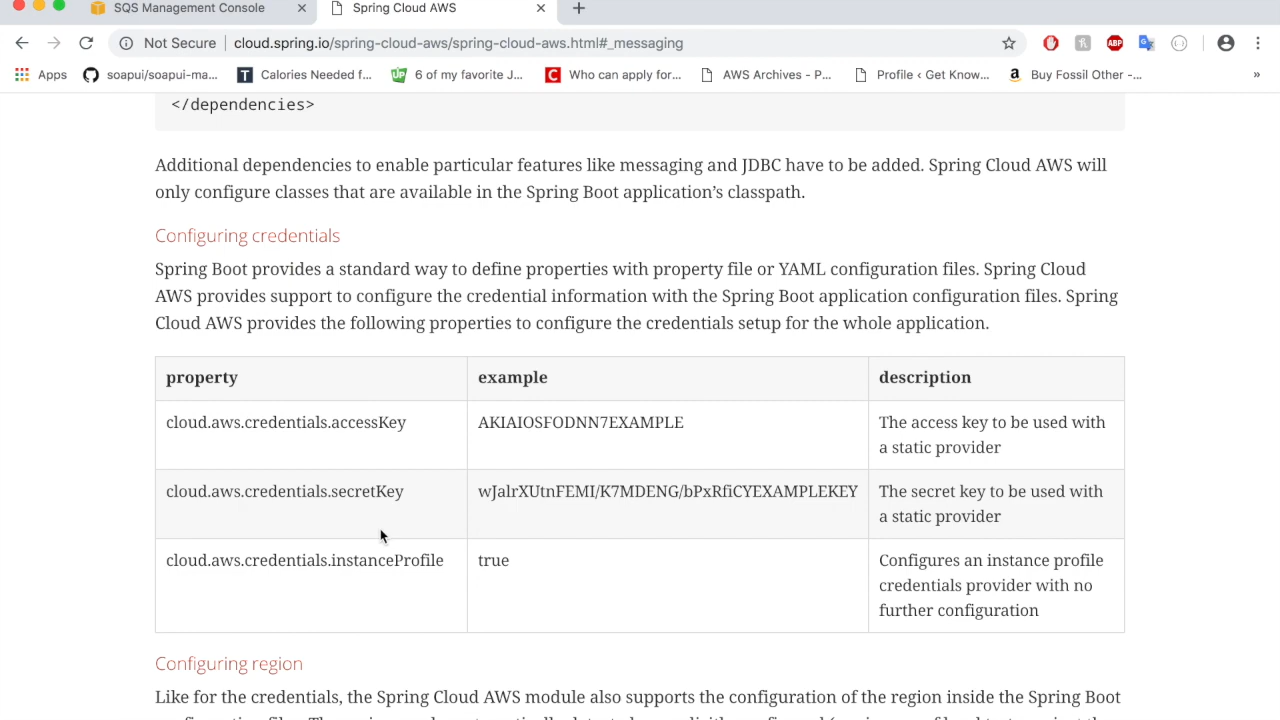 SQS Management Console
Spring Cloud AWS
Not Secure
cloud.spring.io/spring-cloud-aws/spring-cloud-aws.html#_messaging
ABP
Apps
soapui/soapui-ma...
T
Calories Needed f...
UP
6 of my favorite J...
C
Who can apply for...
AWS Archives - P...
Profile ‹ Get Know...
a
Buy Fossil Other -...
»
</dependencies>
Additional dependencies to enable particular features like messaging and JDBC have to be added. Spring Cloud AWS will
only configure classes that are available in the Spring Boot application’s classpath.
Configuring credentials
Spring Boot provides a standard way to define properties with property file or YAML configuration files. Spring Cloud
AWS provides support to configure the credential information with the Spring Boot application configuration files. Spring
Cloud AWS provides the following properties to configure the credentials setup for the whole application.
property
example
description
cloud.aws.credentials.accessKey
AKIAIOSFODNN7EXAMPLE
The access key to be used with
a static provider
cloud.aws.credentials.secretKey
wJalrXUtnFEMI/K7MDENG/bPxRfiCYEXAMPLEKEY
The secret key to be used with
a static provider
cloud.aws.credentials.instanceProfile
true
Configures an instance profile
credentials provider with no
further configuration
Configuring region
Like for the credentials, the Spring Cloud AWS module also supports the configuration of the region inside the Spring Boot